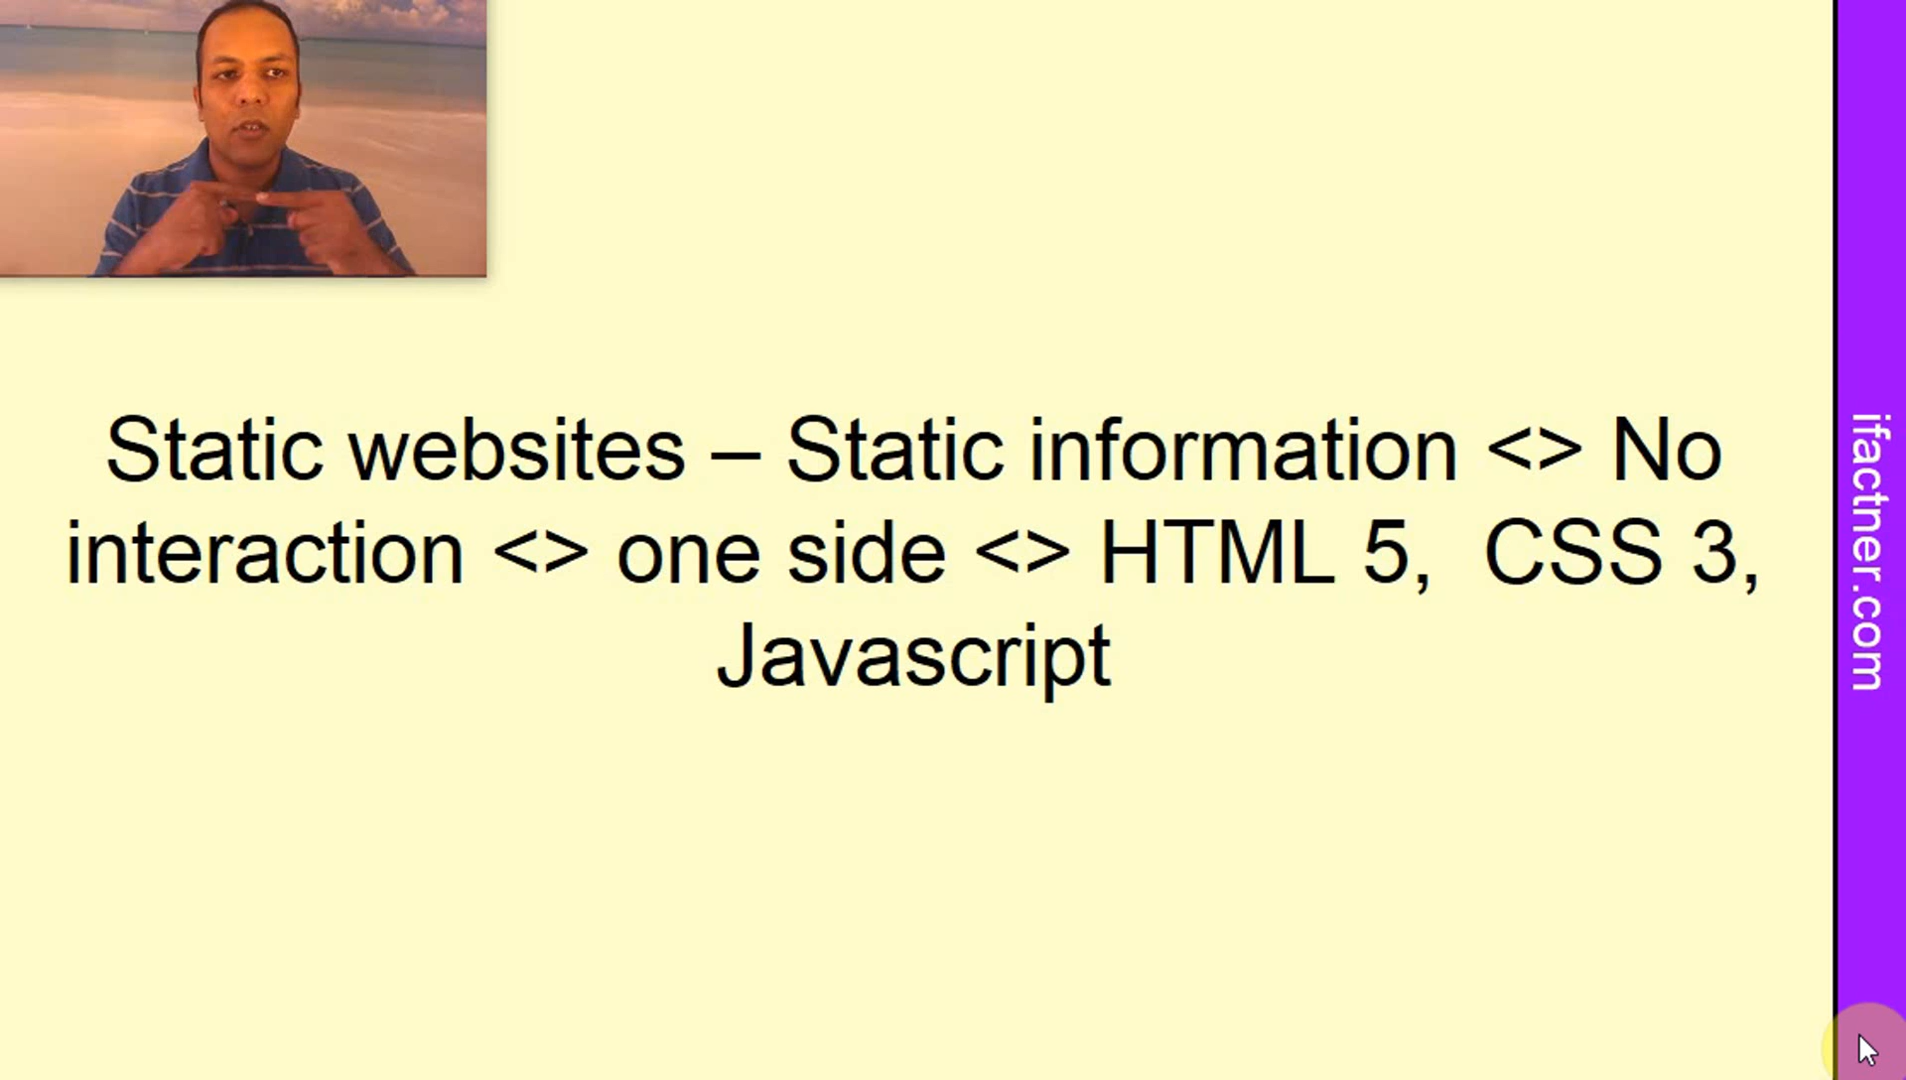 Static websites – Static information <> No
interaction <> one side <> HTML 5,  CSS 3,
Javascript
ifactner.com